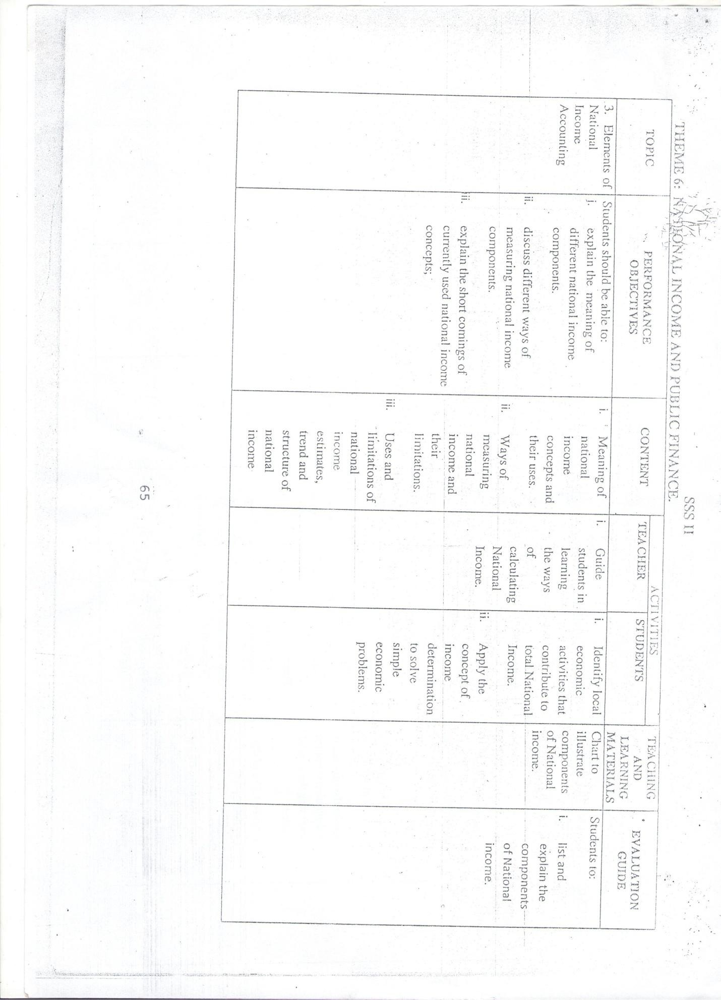 SSS II
THEME 6: NATIONAL INCOME AND PUBLIC FINANCE.
TOPIC
PERFORMANCE
OBJECTIVES
CONTENT
ACTIVITIES
TEACHER
STUDENTS
TEACHING
AND
LEARNING
MATERIALS
EVALUATION
GUIDE
3. Elements of
National
Income
Accounting
Students should be able to:
i. explain the meaning of
different national income
components.
ii. discuss different ways of
measuring national income
components.
iii. explain the short comings of
currently used national income
concepts;
i. Meaning of
national
income
concepts and
their uses.
ii. Ways of
measuring
national
income and
their
limitations.
iii. Uses and
limitations of
national
income
estimates,
trend and
structure of
national
income
i. Guide
students in
learning
the ways
of
calculating
National
Income.
i. Identify local
economic
activities that
contribute to
total National
Income.
ii. Apply the
concept of
income
determination
to solve
simple
economic
problems.
Chart to
illustrate
components
of National
income.
Students to:
i. list and
explain the
components
of National
income.
65